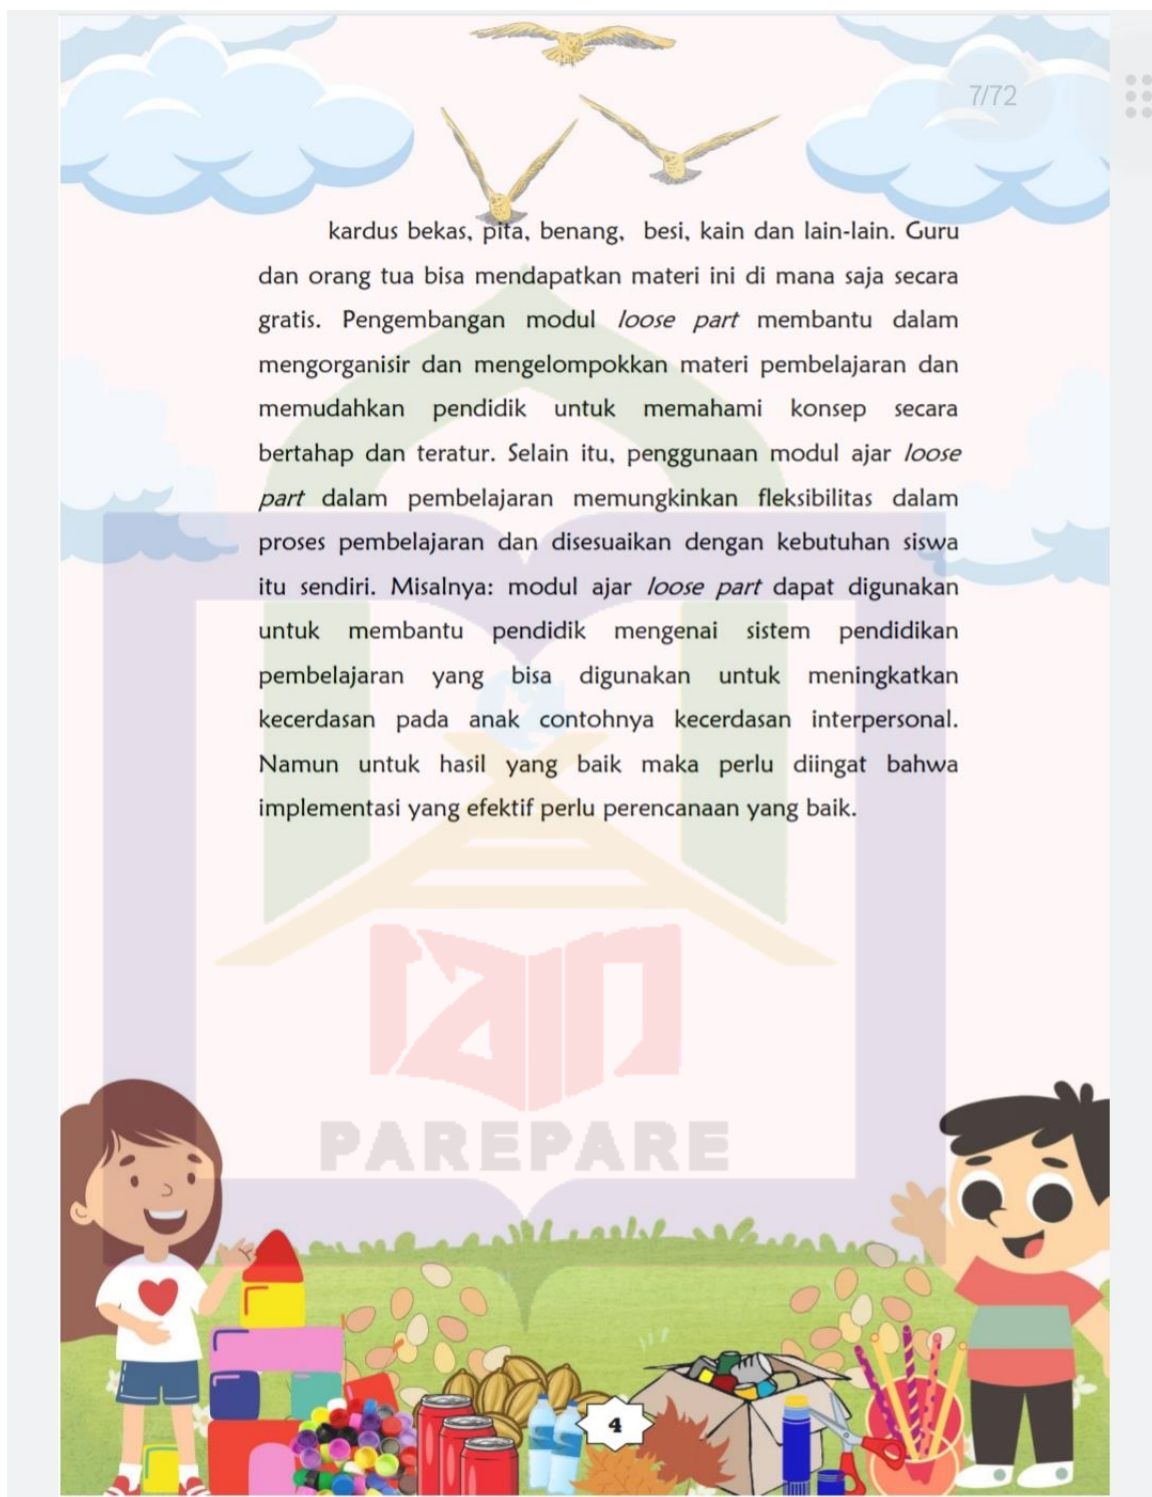 7/72
kardus bekas, pita, benang, besi, kain dan lain-lain. Guru
dan orang tua bisa mendapatkan materi ini di mana saja secara
gratis. Pengembangan modul loose part membantu dalam
mengorganisir dan mengelompokkan materi pembelajaran dan
memudahkan pendidik untuk memahami konsep secara
bertahap dan teratur. Selain itu, penggunaan modul ajar loose
part dalam pembelajaran memungkinkan fleksibilitas dalam
proses pembelajaran dan disesuaikan dengan kebutuhan siswa
itu sendiri. Misalnya: modul ajar loose part dapat digunakan
untuk membantu pendidik mengenai sistem pendidikan
pembelajaran yang bisa digunakan untuk meningkatkan
kecerdasan pada anak contohnya kecerdasan interpersonal.
Namun untuk hasil yang baik maka perlu diingat bahwa
implementasi yang efektif perlu perencanaan yang baik.
iain
PAREPARE
4